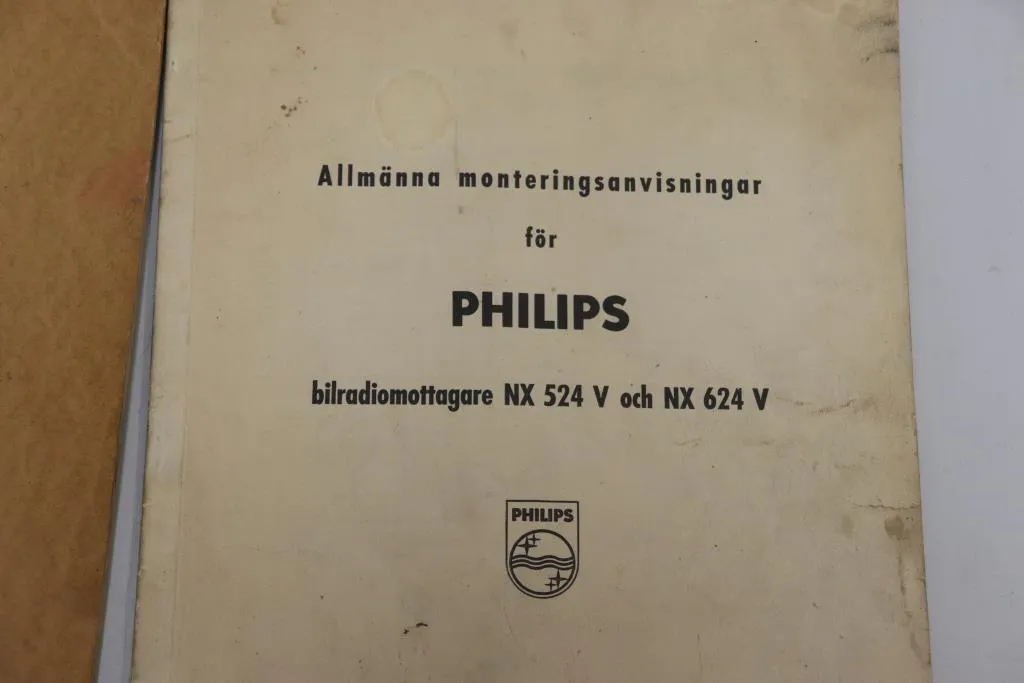 Allmänna monteringsanvisningar
för
PHILIPS
bilradiomottagare NX 524 V och NX 624 V
PHILIPS